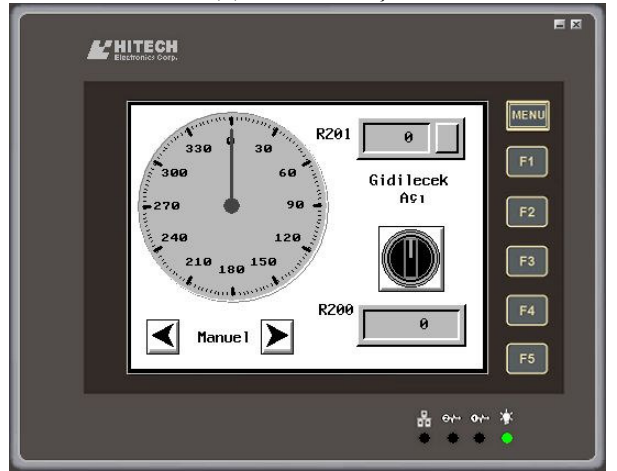 HITECH
Electronics Corp.
MENU
F1
F2
F3
F4
F5
0
30
60
90
120
150
180
210
240
270
300
330
R201
0
Gidilecek
Açı
R200
0
Manuel